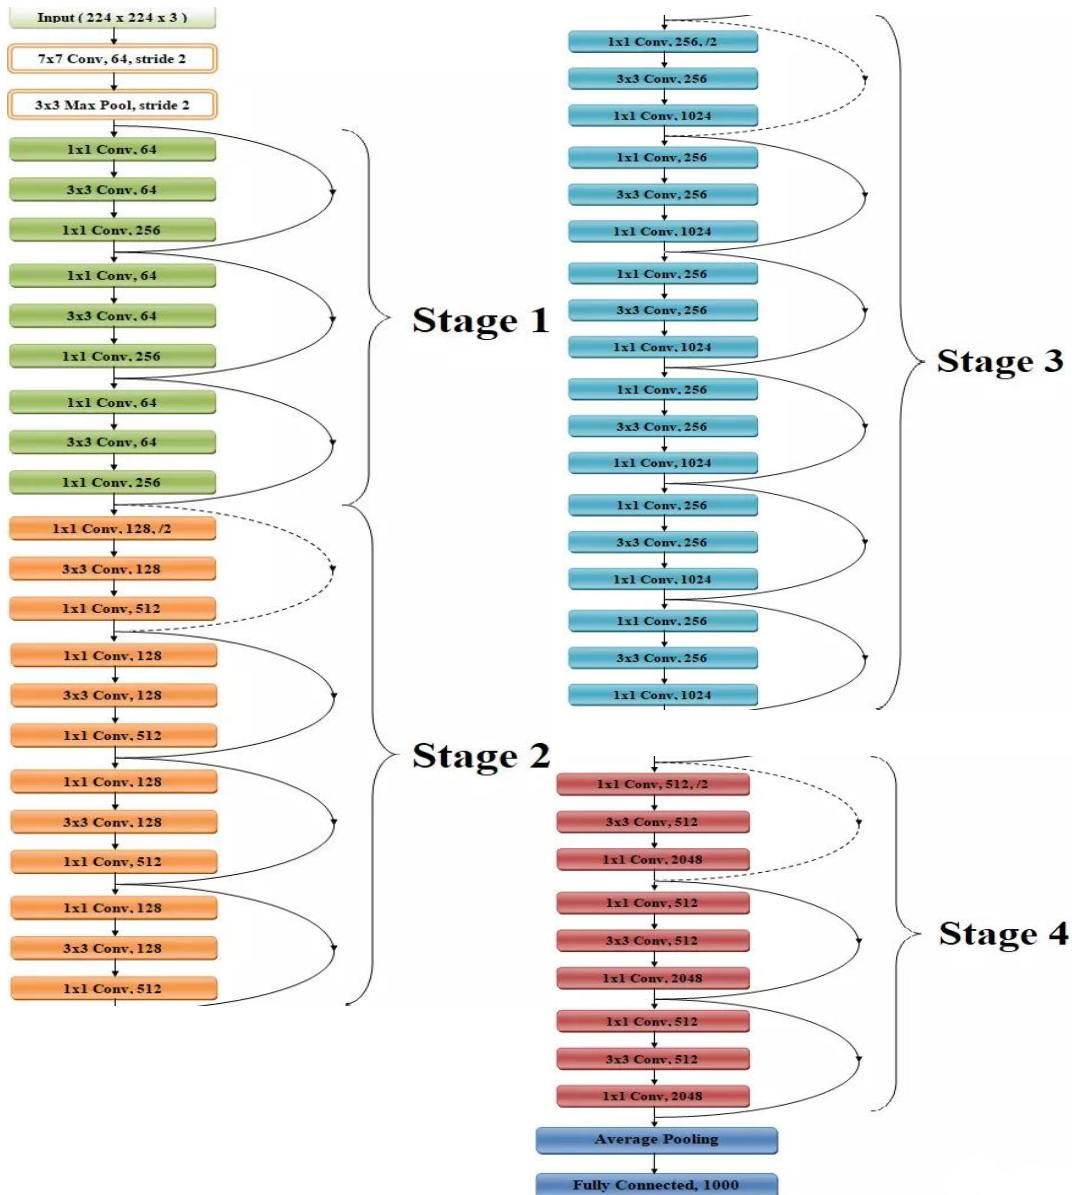 Input ( 224 x 224 x 3 )
7x7 Conv, 64, stride 2
3x3 Max Pool, stride 2
1x1 Conv, 64
3x3 Conv, 64
1x1 Conv, 256
1x1 Conv, 64
3x3 Conv, 64
1x1 Conv, 256
1x1 Conv, 64
3x3 Conv, 64
1x1 Conv, 256
Stage 1
1x1 Conv, 128, /2
3x3 Conv, 128
1x1 Conv, 512
1x1 Conv, 128
3x3 Conv, 128
1x1 Conv, 512
1x1 Conv, 128
3x3 Conv, 128
1x1 Conv, 512
1x1 Conv, 128
3x3 Conv, 128
1x1 Conv, 512
Stage 2
1x1 Conv, 256, /2
3x3 Conv, 256
1x1 Conv, 1024
1x1 Conv, 256
3x3 Conv, 256
1x1 Conv, 1024
1x1 Conv, 256
3x3 Conv, 256
1x1 Conv, 1024
1x1 Conv, 256
3x3 Conv, 256
1x1 Conv, 1024
1x1 Conv, 256
3x3 Conv, 256
1x1 Conv, 1024
1x1 Conv, 256
3x3 Conv, 256
1x1 Conv, 1024
Stage 3
1x1 Conv, 512, /2
3x3 Conv, 512
1x1 Conv, 2048
1x1 Conv, 512
3x3 Conv, 512
1x1 Conv, 2048
1x1 Conv, 512
3x3 Conv, 512
1x1 Conv, 2048
Stage 4
Average Pooling
Fully Connected, 1000